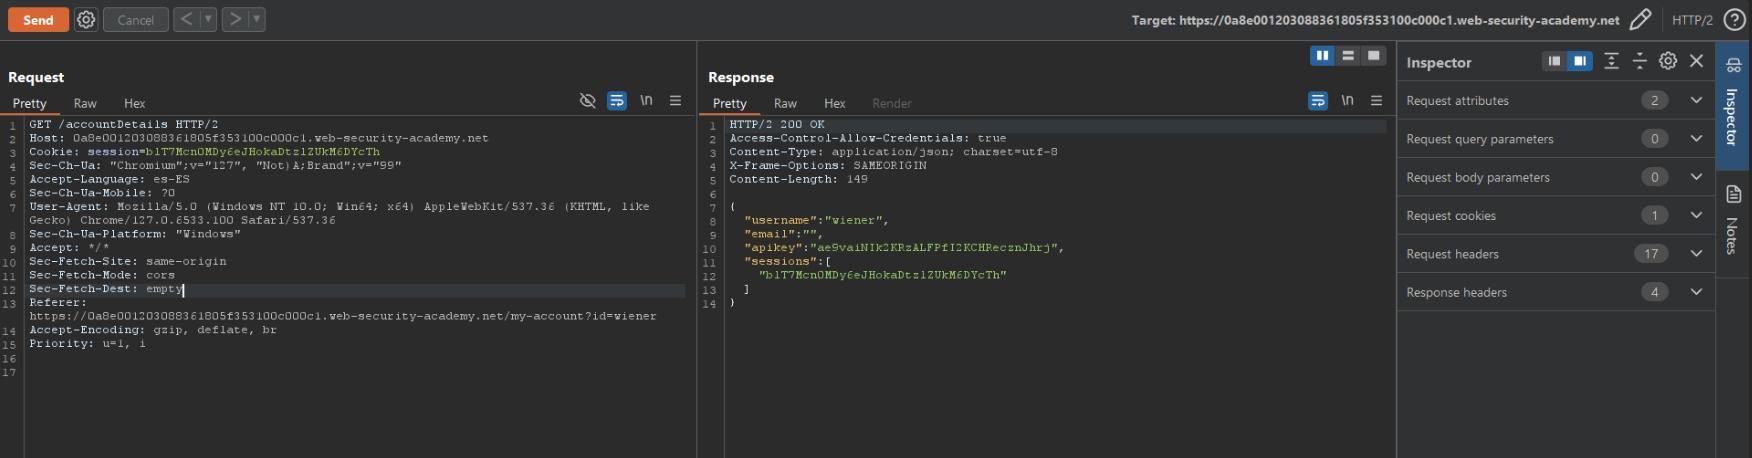 Send
Cancel
Target: https://0a8e001203088361805f353100c000c1.web-security-academy.net
HTTP/2
Request
Pretty
Raw
Hex
\n
1 GET /accountDetails HTTP/2
2 Host: 0a8e001203088361805f353100c000c1.web-security-academy.net
3 Cookie: session=blT7Mcn0MDy6eJHokaDtzlZUkM6DYcTh
4 Sec-Ch-Ua: "Chromium";v="127", "Not)A;Brand";v="99"
5 Accept-Language: es-ES
6 Sec-Ch-Ua-Mobile: ?0
7 User-Agent: Mozilla/5.0 (Windows NT 10.0; Win64; x64) AppleWebKit/537.36 (KHTML, like
Gecko) Chrome/127.0.6533.100 Safari/537.36
8 Sec-Ch-Ua-Platform: "Windows"
9 Accept: */*
10 Sec-Fetch-Site: same-origin
11 Sec-Fetch-Mode: cors
12 Sec-Fetch-Dest: empty
13 Referer:
https://0a8e001203088361805f353100c000c1.web-security-academy.net/my-account?id=wiener
14 Accept-Encoding: gzip, deflate, br
15 Priority: u=1, i
16
17
Response
Pretty
Raw
Hex
Render
\n
1 HTTP/2 200 OK
2 Access-Control-Allow-Credentials: true
3 Content-Type: application/json; charset=utf-8
4 X-Frame-Options: SAMEORIGIN
5 Content-Length: 149
6
7 {
8 "username":"wiener",
9 "email":"",
10 "apikey":"ae9vaiNIk2KRzALFPfI2KCHRecznJhrj",
11 "sessions":[
12 "blT7Mcn0MDy6eJHokaDtzlZUkM6DYcTh"
13 ]
14 }
Inspector
Request attributes 2
Request query parameters 0
Request body parameters 0
Request cookies 1
Request headers 17
Response headers 4
Inspector
Notes